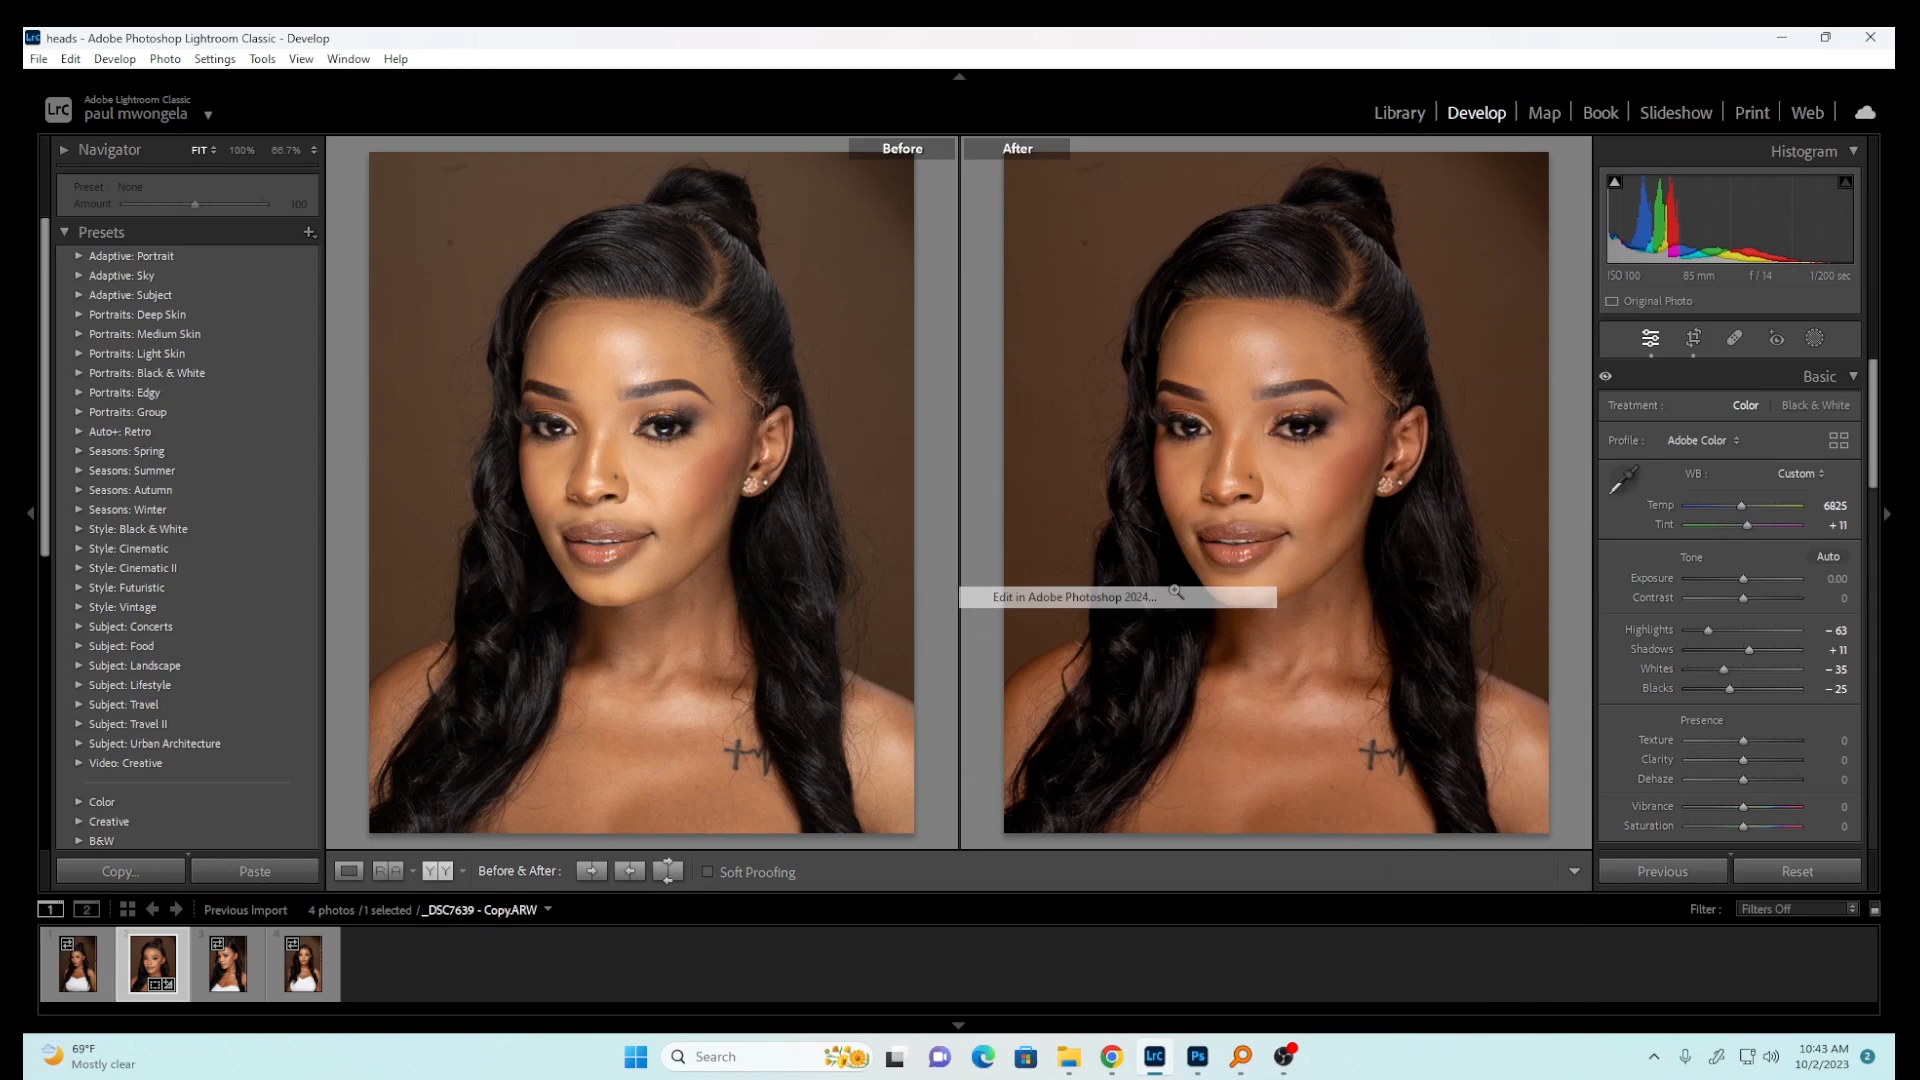 heads - Adobe Photoshop Lightroom Classic - Develop
File Edit Develop Photo Settings Tools View Window Help
LrC
Adobe Lightroom Classic
paul mwongela
Library | Develop | Map | Book | Slideshow | Print | Web |
Navigator FIT 100% 66.7%
Preset : None
Amount 100
Presets
Adaptive: Portrait
Adaptive: Sky
Adaptive: Subject
Portraits: Deep Skin
Portraits: Medium Skin
Portraits: Light Skin
Portraits: Black & White
Portraits: Edgy
Portraits: Group
Auto+: Retro
Seasons: Spring
Seasons: Summer
Seasons: Autumn
Seasons: Winter
Style: Black & White
Style: Cinematic
Style: Cinematic II
Style: Futuristic
Style: Vintage
Subject: Concerts
Subject: Food
Subject: Landscape
Subject: Lifestyle
Subject: Travel
Subject: Travel II
Subject: Urban Architecture
Video: Creative
Color
Creative
B&W
Copy... Paste
Before
After
Edit in Adobe Photoshop 2024...
Histogram
ISO 100 85 mm f / 14 1/200 sec
Original Photo
Basic
Treatment : Color | Black & White
Profile : Adobe Color
WB : Custom
Temp 6825
Tint + 11
Tone Auto
Exposure 0.00
Contrast 0
Highlights – 63
Shadows + 11
Whites – 35
Blacks – 25
Presence
Texture 0
Clarity 0
Dehaze 0
Vibrance 0
Saturation 0
Previous Reset
R A Y Y Before & After : Soft Proofing
1 2 Previous Import 4 photos / 1 selected / _DSC7639 - Copy.ARW
Filter : Filters Off
1 2 3 4
69°F
Mostly clear
Search
LrC
Ps
10:43 AM
10/2/2023
2